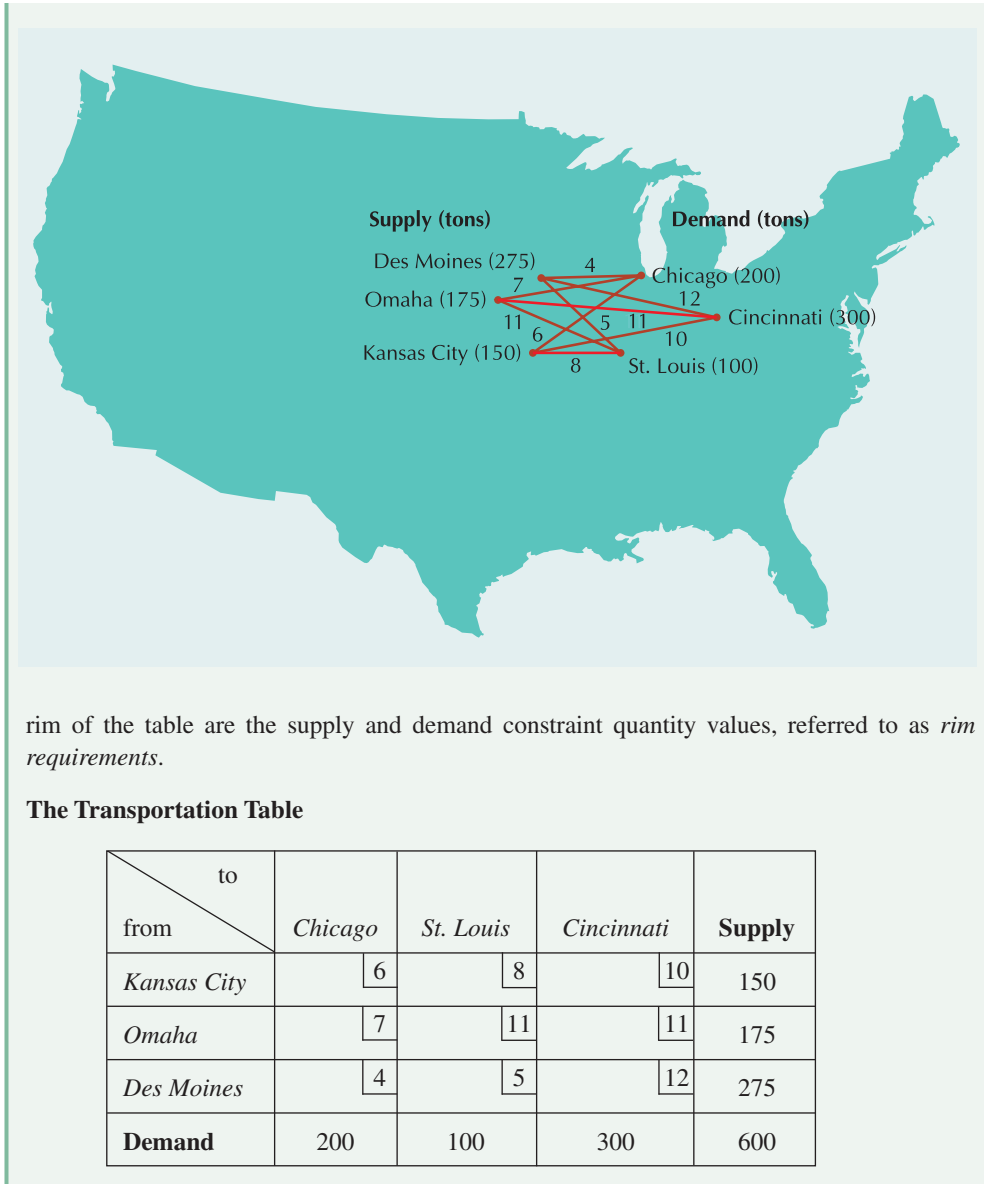 Supply (tons) Demand (tons)
Des Moines (275) 4 Chicago (200)
7 12
Omaha (175) Cincinnati (300)
11 5 11
6 10
Kansas City (150) St. Louis (100)
8
rim of the table are the supply and demand constraint quantity values, referred to as rim
requirements.
The Transportation Table
to
from Chicago St. Louis Cincinnati Supply
Kansas City 6 8 10 150
Omaha 7 11 11 175
Des Moines 4 5 12 275
Demand 200 100 300 600